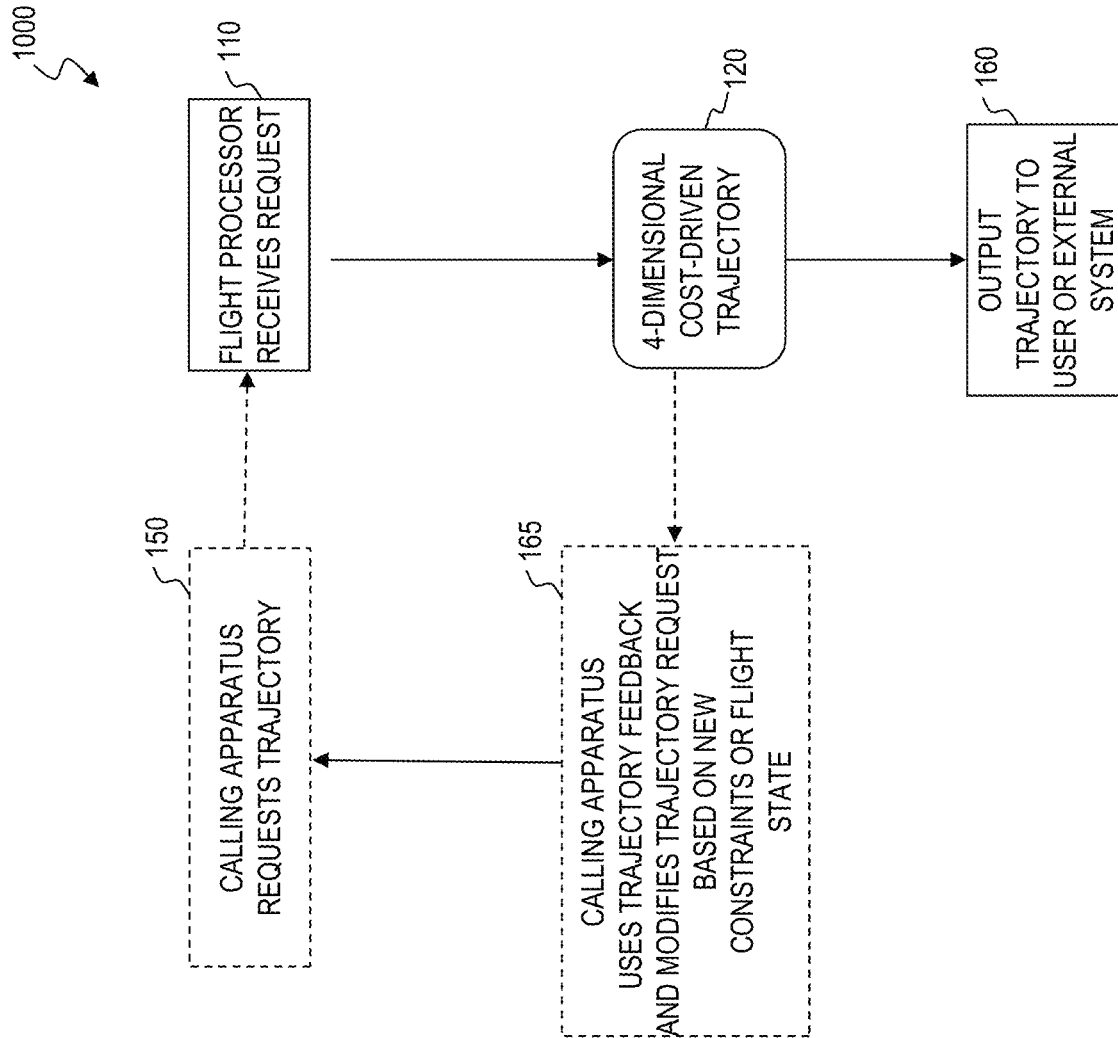 1000
150
CALLING APPARATUS
REQUESTS TRAJECTORY
110
FLIGHT PROCESSOR
RECEIVES REQUEST
165
CALLING APPARATUS
USES TRAJECTORY FEEDBACK
AND MODIFIES TRAJECTORY REQUEST
BASED ON NEW
CONSTRAINTS OR FLIGHT
STATE
120
4-DIMENSIONAL
COST-DRIVEN
TRAJECTORY
160
OUTPUT
TRAJECTORY TO
USER OR EXTERNAL
SYSTEM